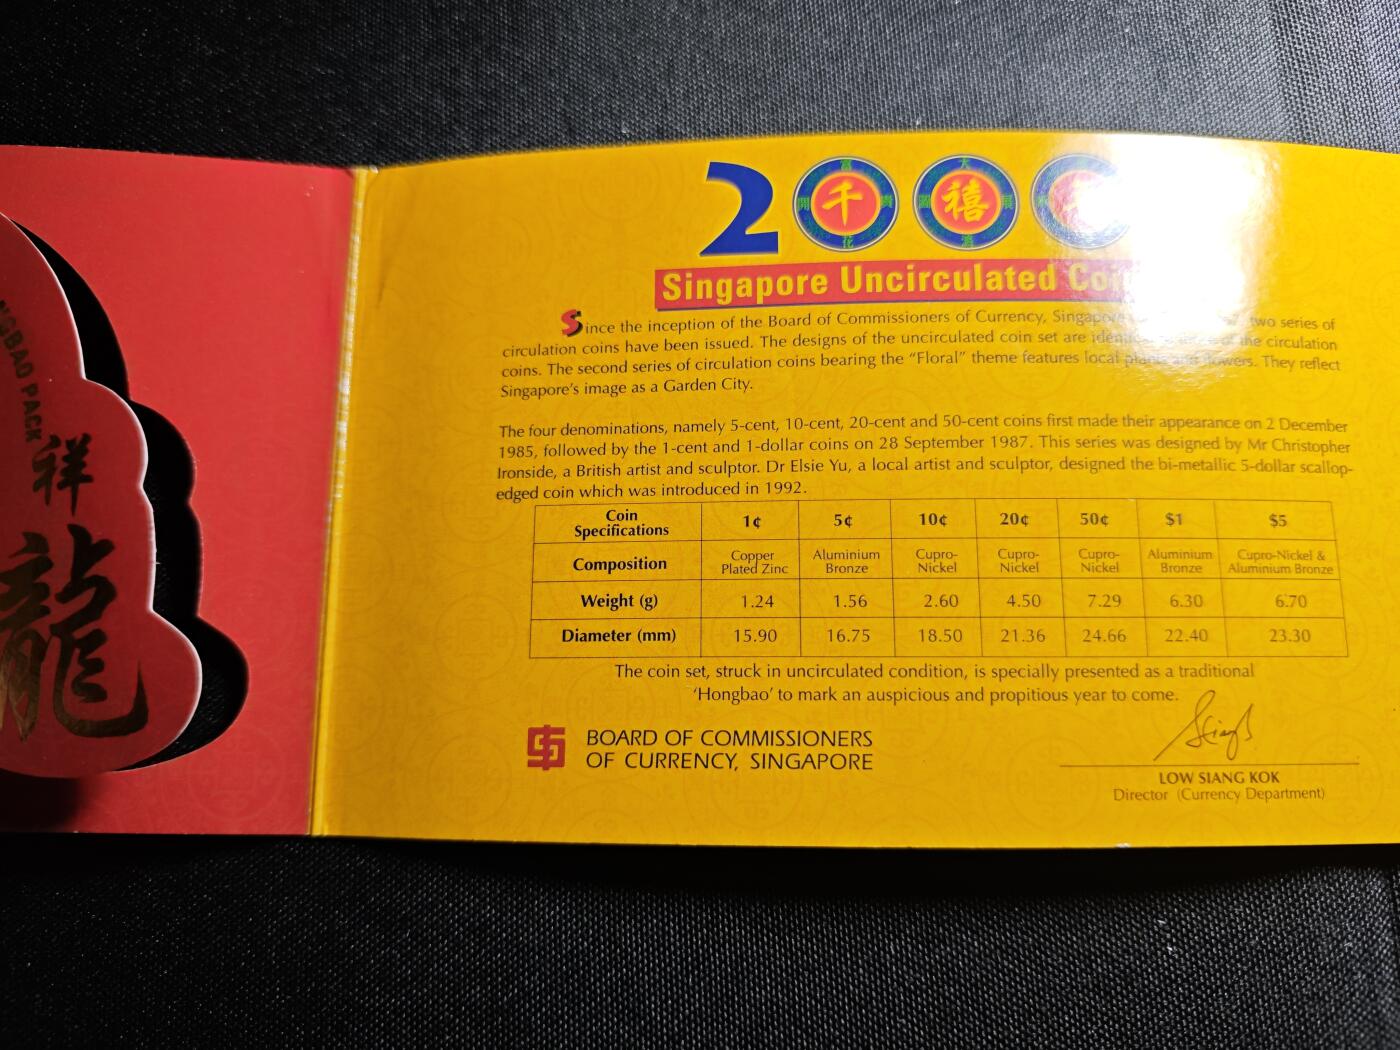 NGBAO PACK
祥
龍
2000
千
禧
Singapore Uncirculated
Since the inception of the Board of Commissioners of Currency, Singapore two series of
circulation coins have been issued. The designs of the uncirculated coin set are of the circulation
coins. The second series of circulation coins bearing the “Floral” theme features local plants and flowers. They reflect
Singapore's image as a Garden City.
The four denominations, namely 5-cent, 10-cent, 20-cent and 50-cent coins first made their appearance on 2 December
1985, followed by the 1-cent and 1-dollar coins on 28 September 1987. This series was designed by Mr Christopher
Ironside, a British artist and sculptor. Dr Elsie Yu, a local artist and sculptor, designed the bi-metallic 5-dollar scallop-
edged coin which was introduced in 1992.
Coin Specifications 1¢ 5¢ 10¢ 20¢ 50¢ $1 $5
Composition Copper Plated Zinc Aluminium Bronze Cupro-Nickel Cupro-Nickel Cupro-Nickel Aluminium Bronze Cupro-Nickel & Aluminium Bronze
Weight (g) 1.24 1.56 2.60 4.50 7.29 6.30 6.70
Diameter (mm) 15.90 16.75 18.50 21.36 24.66 22.40 23.30
The coin set, struck in uncirculated condition, is specially presented as a traditional
‘Hongbao’ to mark an auspicious and propitious year to come.
BOARD OF COMMISSIONERS
OF CURRENCY, SINGAPORE
LOW SIANG KOK
Director (Currency Department)